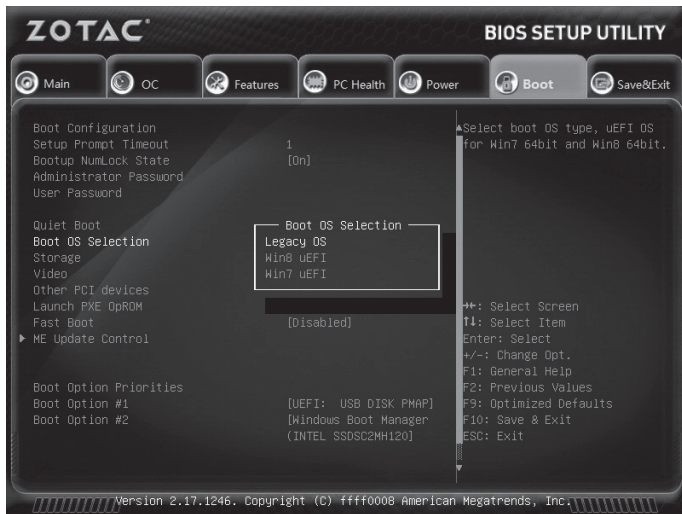 ZOTAC®
BIOS SETUP UTILITY
Main
OC
Features
PC Health
Power
Boot
Save&Exit
Boot Configuration
Setup Prompt Timeout 1
Bootup NumLock State [On]
Administrator Password
User Password
Quiet Boot
Boot OS Selection
Storage
Video
Other PCI devices
Launch PXE OpROM
Fast Boot [Disabled]
ME Update Control
Boot Option Priorities
Boot Option #1 [UEFI: USB DISK PMAP]
Boot Option #2 [Windows Boot Manager
(INTEL SSDSC2MH120]
Boot OS Selection
Legacy OS
Win8 uEFI
Win7 uEFI
Select boot OS type, uEFI OS
for Win7 64bit and Win8 64bit.
→←: Select Screen
↑↓: Select Item
Enter: Select
+/-: Change Opt.
F1: General Help
F2: Previous Values
F9: Optimized Defaults
F10: Save & Exit
ESC: Exit
Version 2.17.1246. Copyright (C) ffff0008 American Megatrends, Inc.